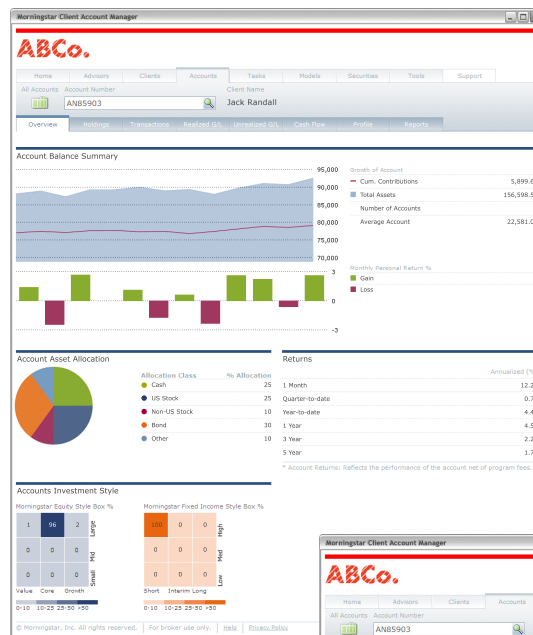 Morningstar Client Account Manager
ABCo.
Home Advisors Clients Accounts Tasks Models Securities Tools Support
All Accounts Account Number Client Name
AN85903 Jack Randall
Overview Holdings Transactions Realized G/L Unrealized G/L Cash Flow Profile Reports
Account Balance Summary
95,000
90,000
85,000
80,000
75,000
70,000
3
0
-3
Growth of Account
Cum. Contributions 5,899.6
Total Assets 156,598.5
Number of Accounts
Average Account 22,581.0
Monthly Personal Return %
Gain
Loss
Account Asset Allocation
Allocation Class % Allocation
Cash 25
US Stock 25
Non-US Stock 10
Bond 30
Other 10
Returns
Annualized (%
1 Month 12.2
Quarter-to-date 0.7
Year-to-date 4.4
1 Year 4.5
3 Year 2.2
5 Year 1.7
* Account Returns: Reflects the performance of the account net of program fees.
Accounts Investment Style
Morningstar Equity Style Box %
1 96 2 Large
0 0 0 Mid
0 0 0 Small
Value Core Growth
0-10 10-25 25-50 >50
Morningstar Fixed Income Style Box %
100 0 0 High
0 0 0 Med
0 0 0 Low
Short Interim Long
0-10 10-25 25-50 >50
© Morningstar, Inc. All rights reserved. For broker use only. Help Privacy Policy
Morningstar Client Account Manager
ABCo.
Home Advisors Clients Accounts
All Accounts Account Number
AN85903